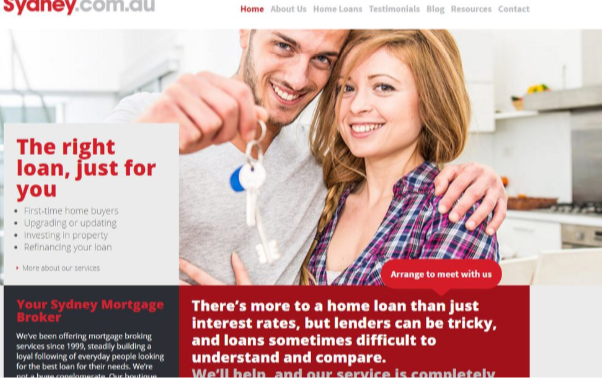 Sydney.com.au
Home About Us Home Loans Testimonials Blog Resources Contact
The right
loan, just for
you
First-time home buyers
Upgrading or updating
Investing in property
Refinancing your loan
More about our services
Arrange to meet with us
Your Sydney Mortgage
Broker
We've been offering mortgage broking
services since 1999, steadily building a
loyal following of everyday people looking
for the best loan for their needs. We're
not a huge conglomerate. Our boutique
There's more to a home loan than just
interest rates, but lenders can be tricky,
and loans sometimes difficult to
understand and compare.
We'll help, and our service is completely